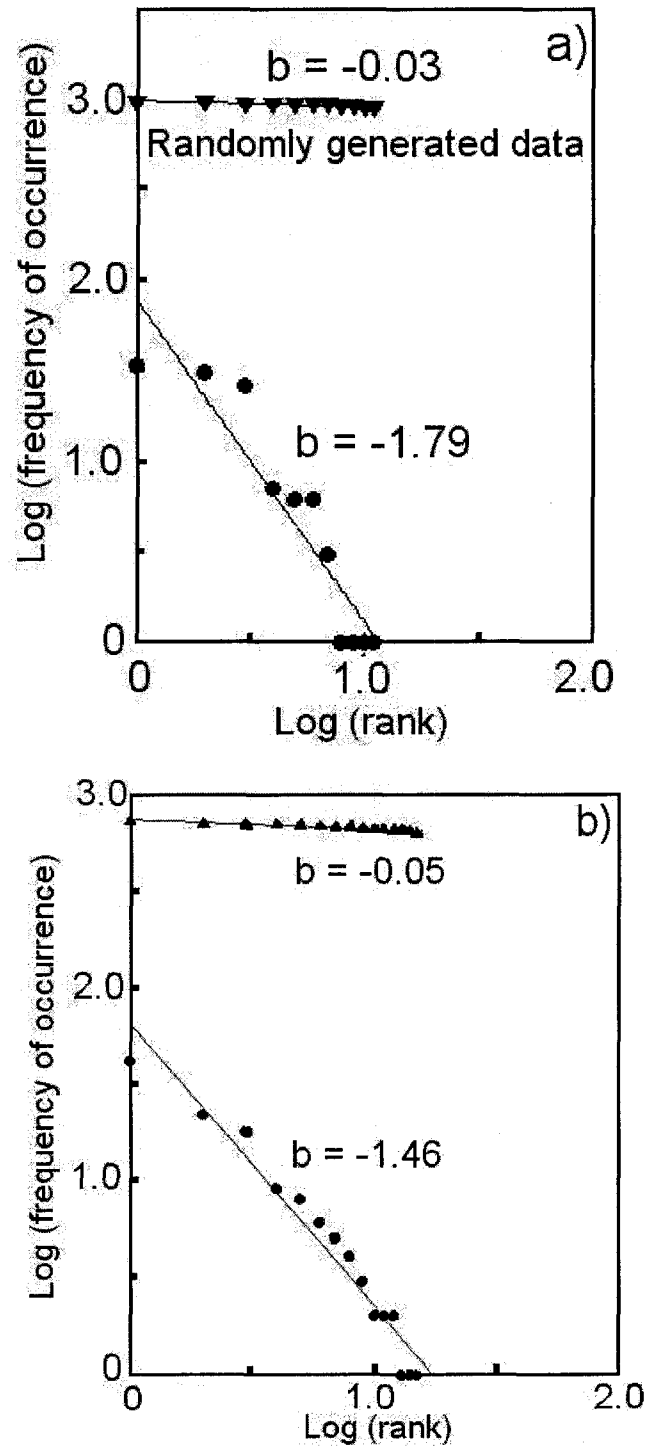 a)
b = -0.03
3.0
Randomly generated data
2.0
b = -1.79
1.0
0
0
1.0
2.0
Log (rank)
Log (frequency of occurrence)
3.0
b)
b = -0.05
2.0
b = -1.46
1.0
0
0
1.0
2.0
Log (rank)
Log (frequency of occurrence)